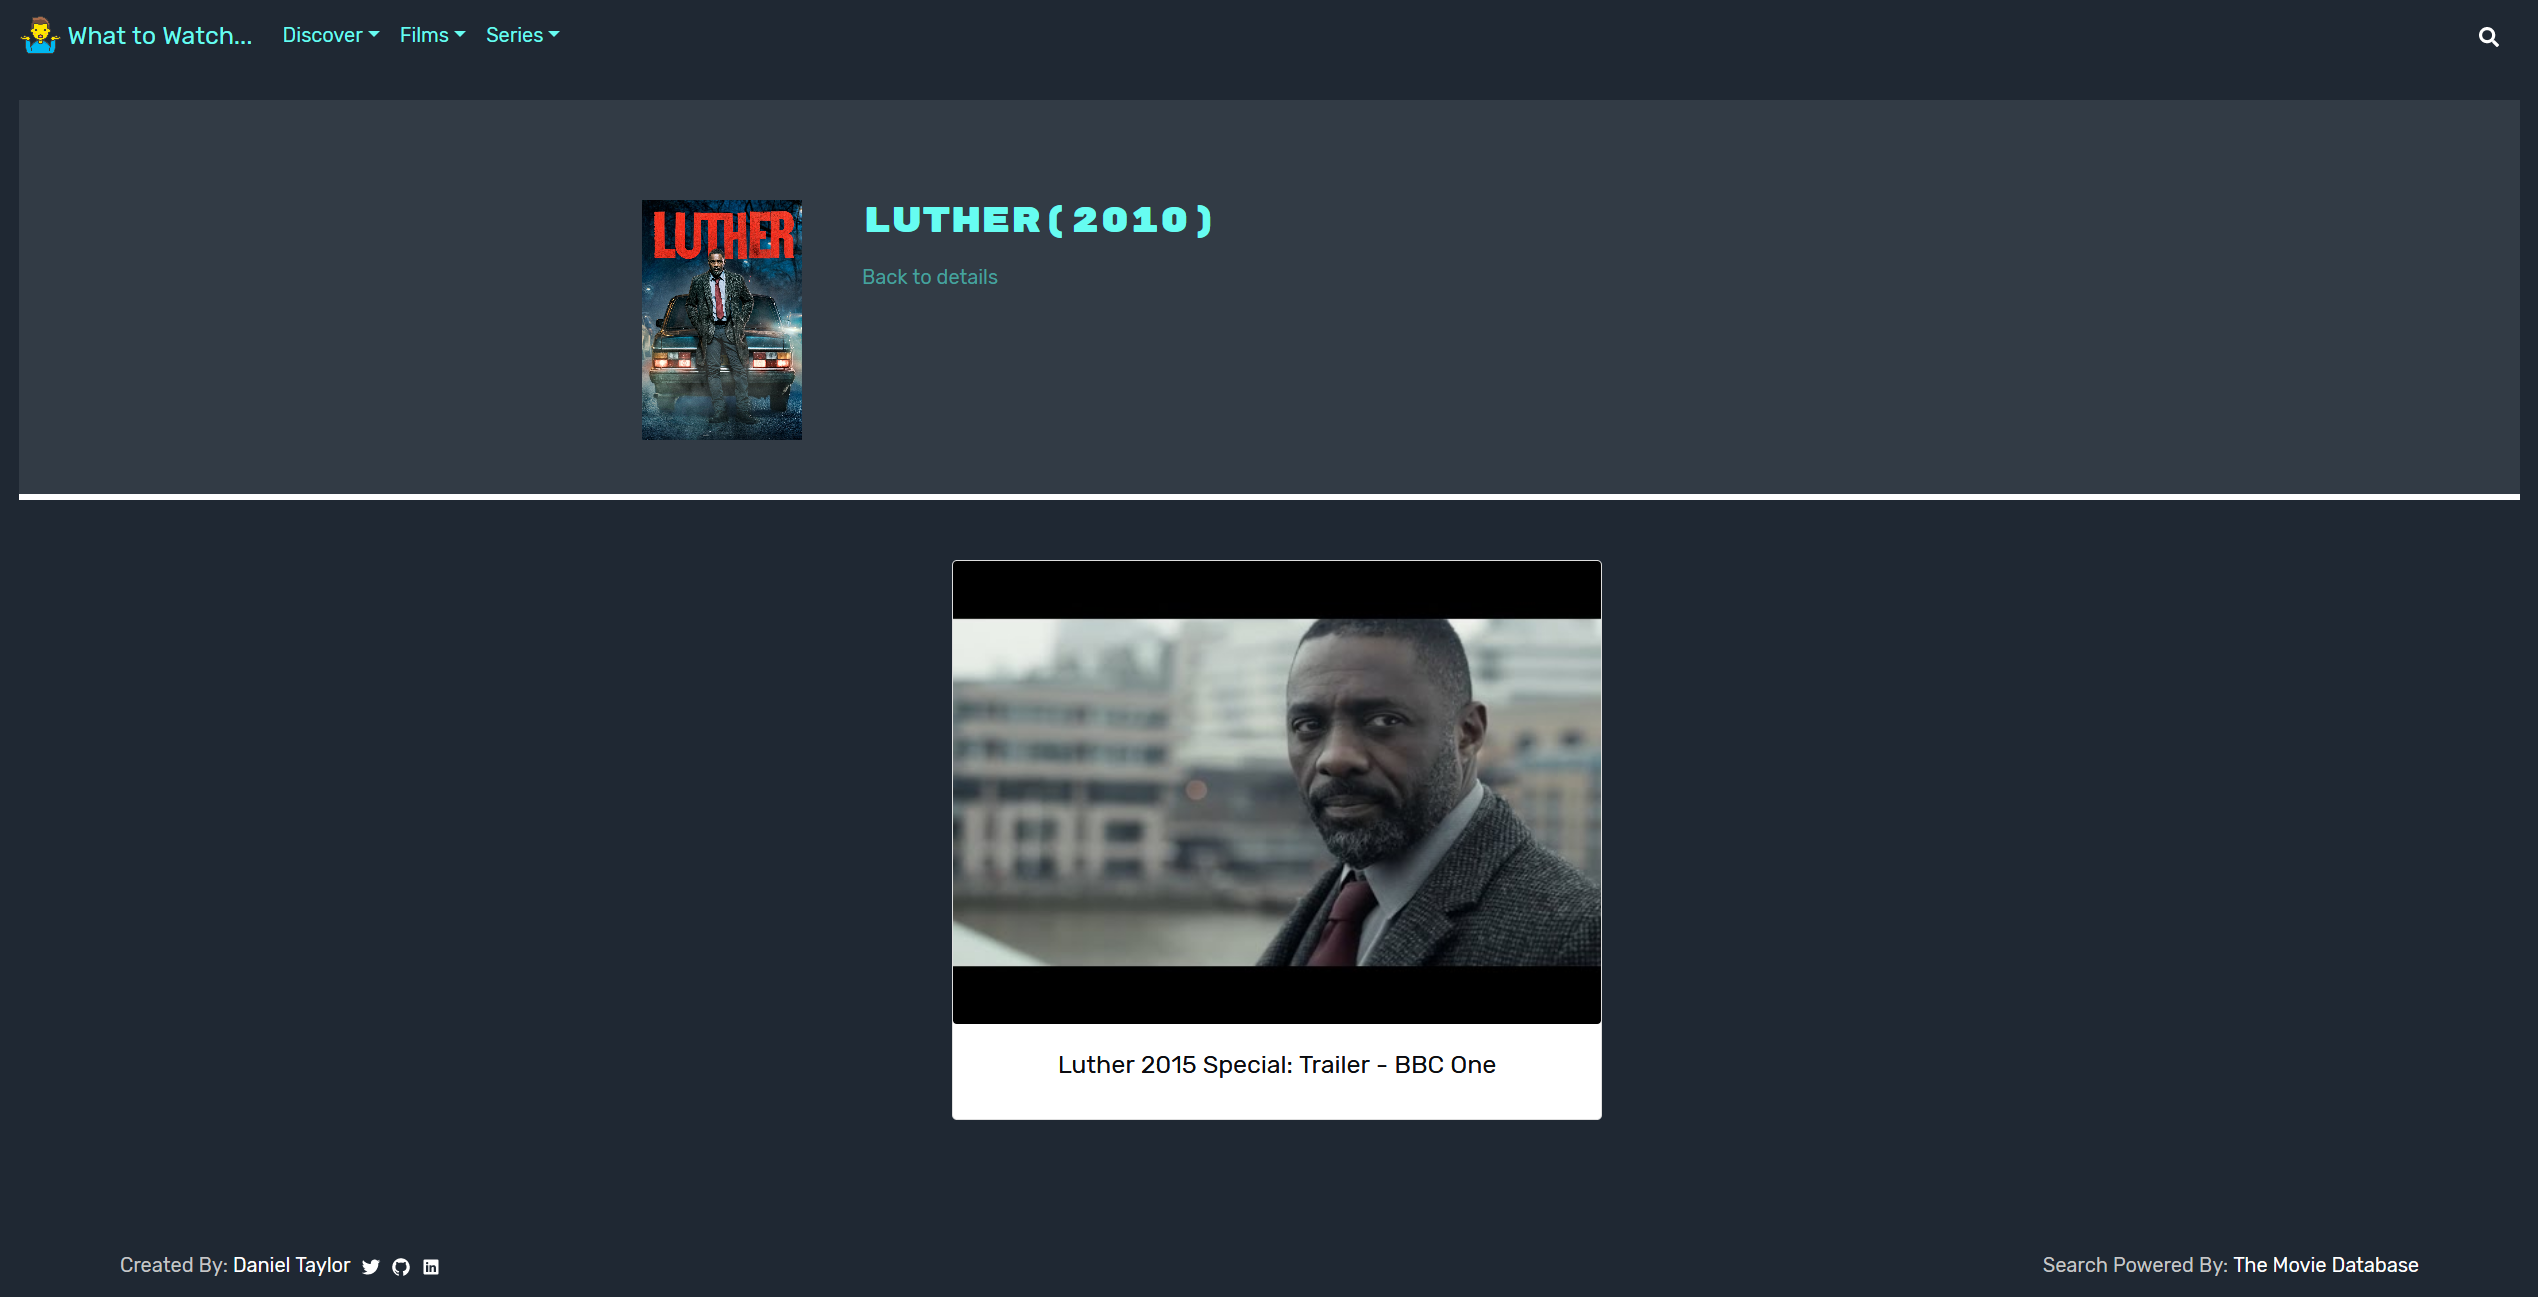 What to Watch... Discover Films Series
LUTHER
LUTHER(2010)
Back to details
Luther 2015 Special: Trailer - BBC One
Created By: Daniel Taylor
Search Powered By: The Movie Database